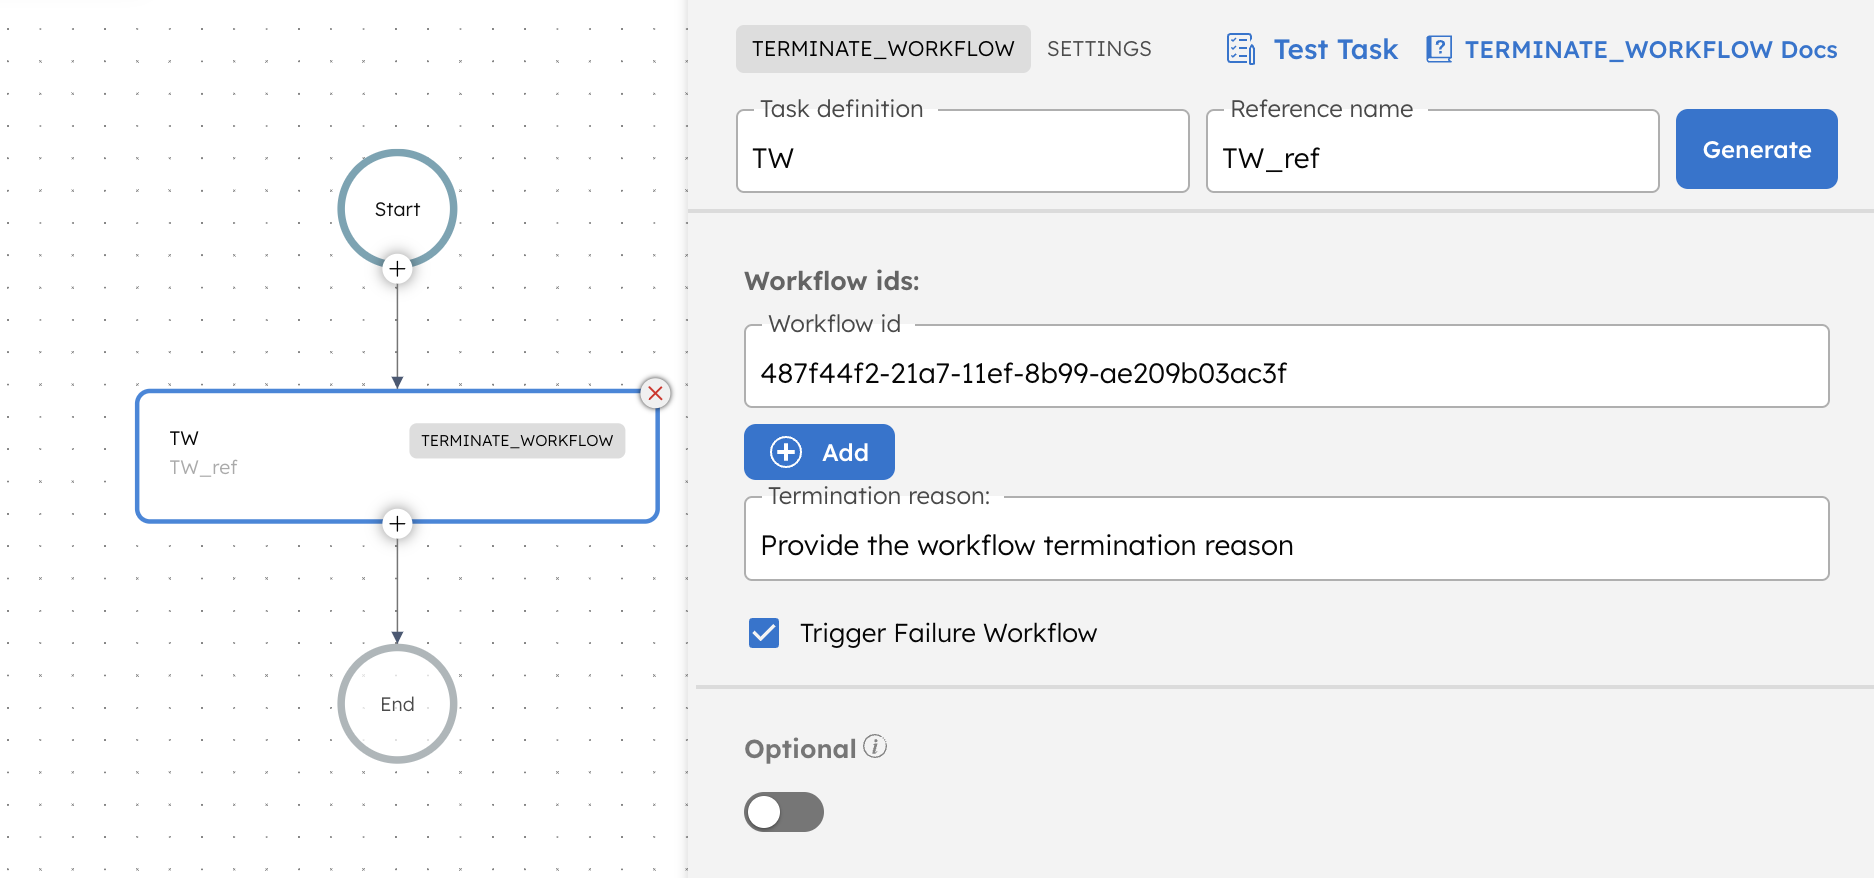 Start
TW
TERMINATE_WORKFLOW
TW_ref
End
TERMINATE_WORKFLOW
SETTINGS
Test Task
TERMINATE_WORKFLOW Docs
Task definition
TW
Reference name
TW_ref
Generate
Workflow ids:
Workflow id
487f44f2-21a7-11ef-8b99-ae209b03ac3f
Add
Termination reason:
Provide the workflow termination reason
Trigger Failure Workflow
Optional